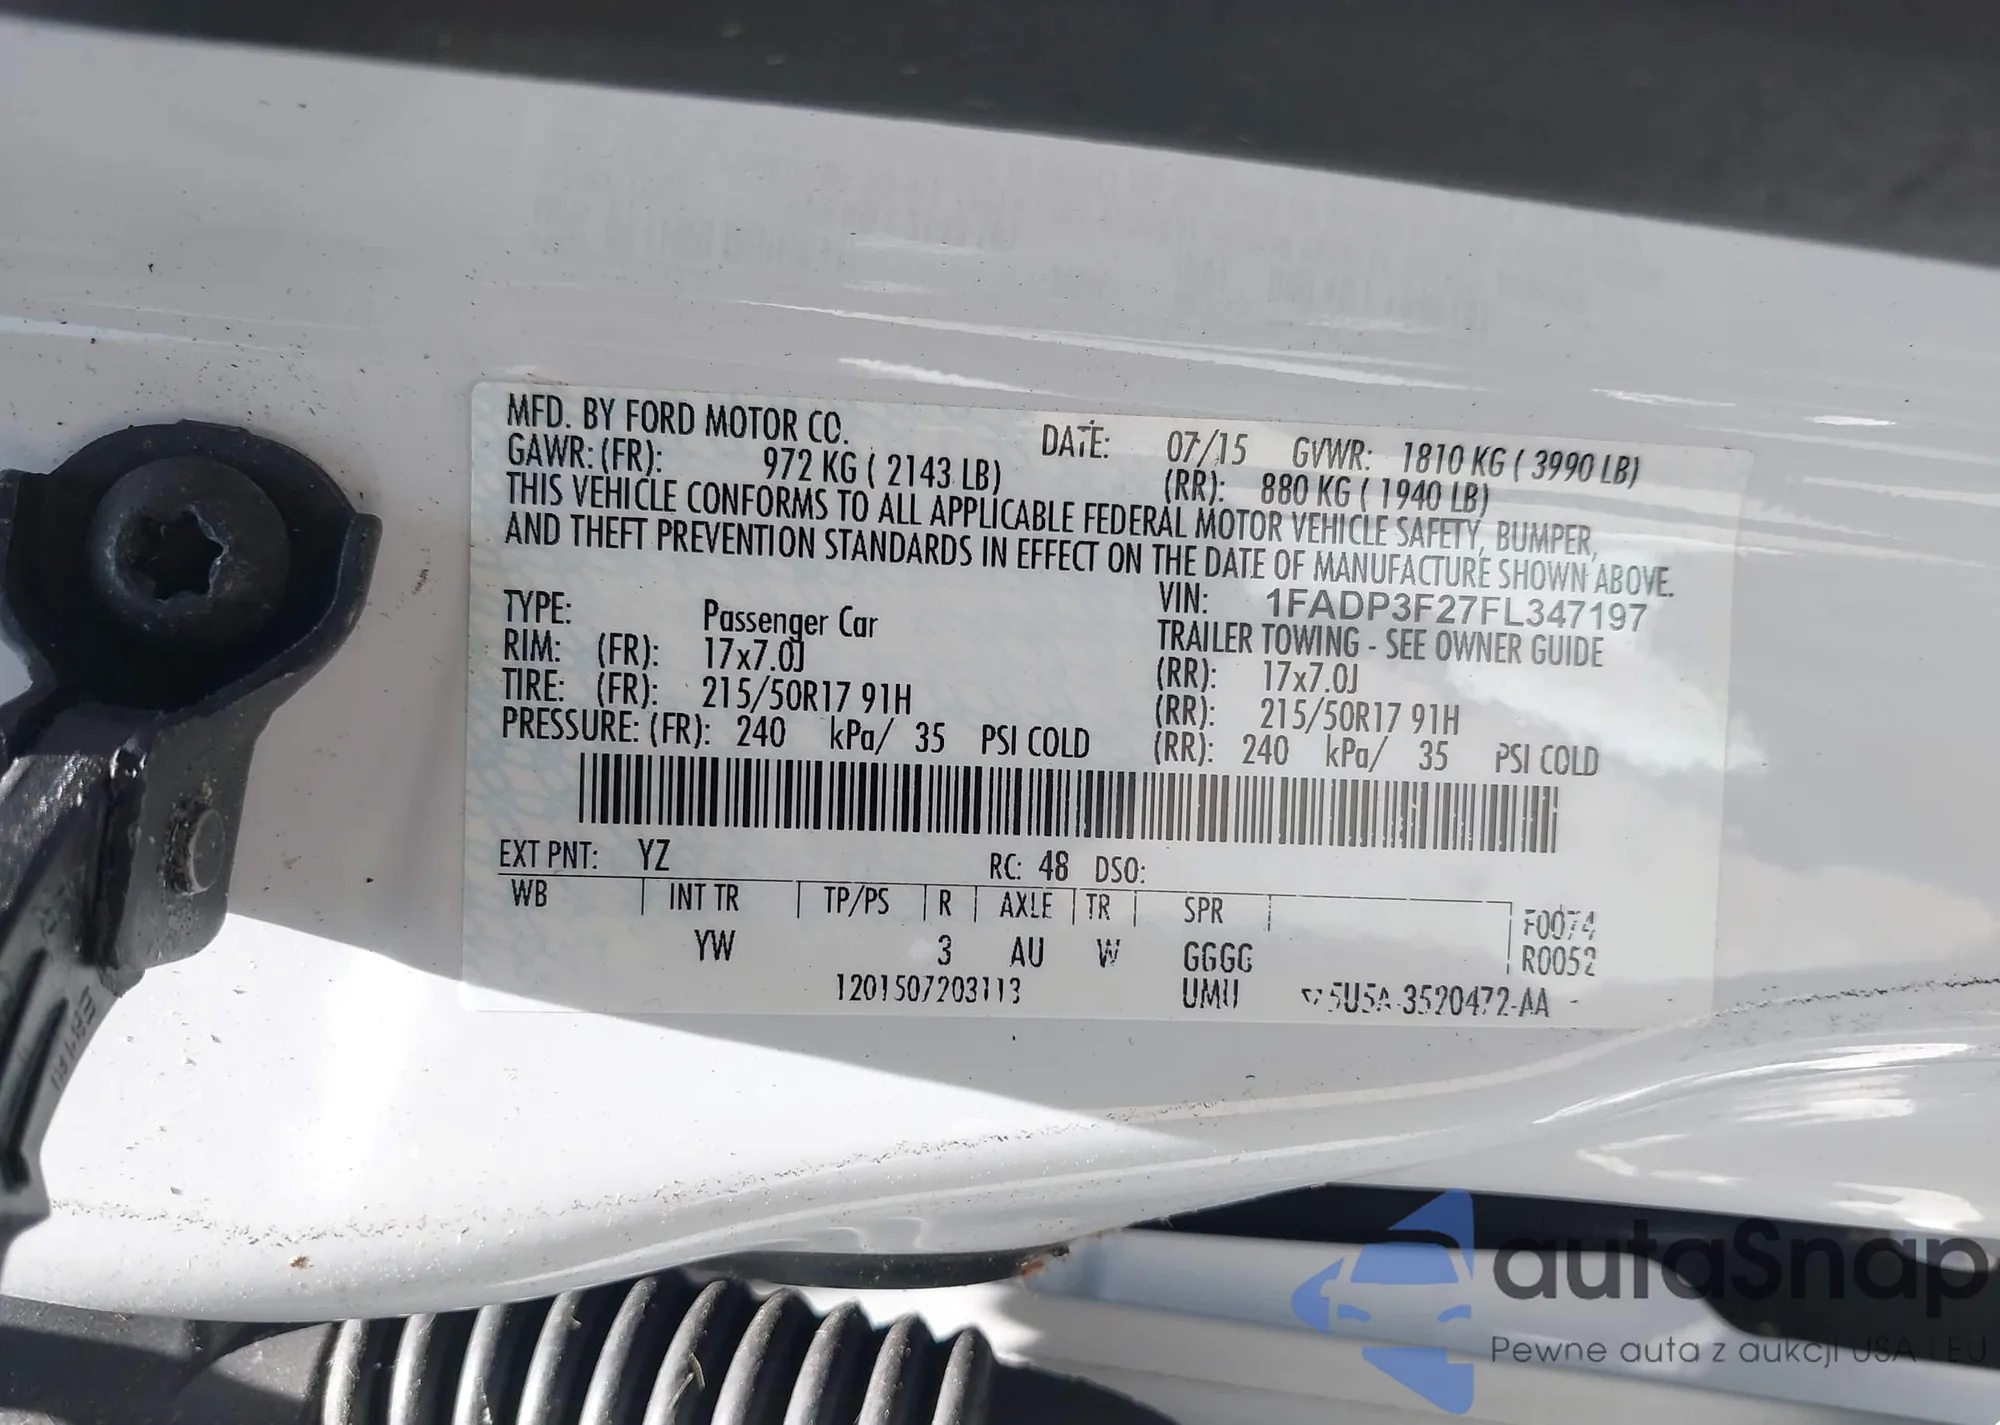 MFD. BY FORD MOTOR CO. DATE: 07/15 GVWR: 1810 KG ( 3990 LB)
GAWR: (FR): 972 KG ( 2143 LB) (RR): 880 KG ( 1940 LB)
THIS VEHICLE CONFORMS TO ALL APPLICABLE FEDERAL MOTOR VEHICLE SAFETY, BUMPER,
AND THEFT PREVENTION STANDARDS IN EFFECT ON THE DATE OF MANUFACTURE SHOWN ABOVE.
VIN: 1FADP3F27FL347197
TYPE: Passenger Car TRAILER TOWING - SEE OWNER GUIDE
RIM: (FR): 17x7.0J (RR): 17x7.0J
TIRE: (FR): 215/50R17 91H (RR): 215/50R17 91H
PRESSURE: (FR): 240 kPa/ 35 PSI COLD (RR): 240 kPa/ 35 PSI COLD
EXT PNT: YZ RC: 48 DSO:
WB INT TR TP/PS R AXLE TR SPR F0074
YW 3 AU W GGGG R0052
1201507203113 UMU 5U5A-3520472-AA
autaSnap
Pewne auta z aukcji USA i EU